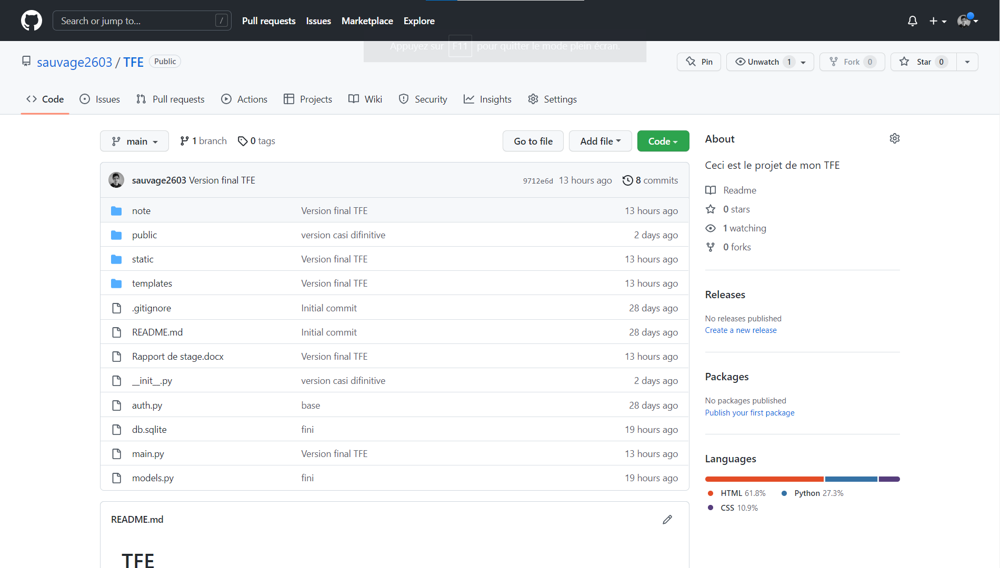 Search or jump to... /
Pull requests Issues Marketplace Explore
Appuyez sur F11 pour quitter le mode plein écran.
sauvage2603 / TFE Public
Pin Unwatch 1 Fork 0 Star 0
Code Issues Pull requests Actions Projects Wiki Security Insights Settings
main 1 branch 0 tags Go to file Add file Code
sauvage2603 Version final TFE 9712e6d 13 hours ago 8 commits
note Version final TFE 13 hours ago
public version casi difinitive 2 days ago
static Version final TFE 13 hours ago
templates Version final TFE 13 hours ago
.gitignore Initial commit 28 days ago
README.md Initial commit 28 days ago
Rapport de stage.docx Version final TFE 13 hours ago
__init__.py version casi difinitive 2 days ago
auth.py base 28 days ago
db.sqlite fini 19 hours ago
main.py Version final TFE 13 hours ago
models.py fini 19 hours ago
README.md
TFE
About
Ceci est le projet de mon TFE
Readme
0 stars
1 watching
0 forks
Releases
No releases published
Create a new release
Packages
No packages published
Publish your first package
Languages
HTML 61.8% Python 27.3%
CSS 10.9%